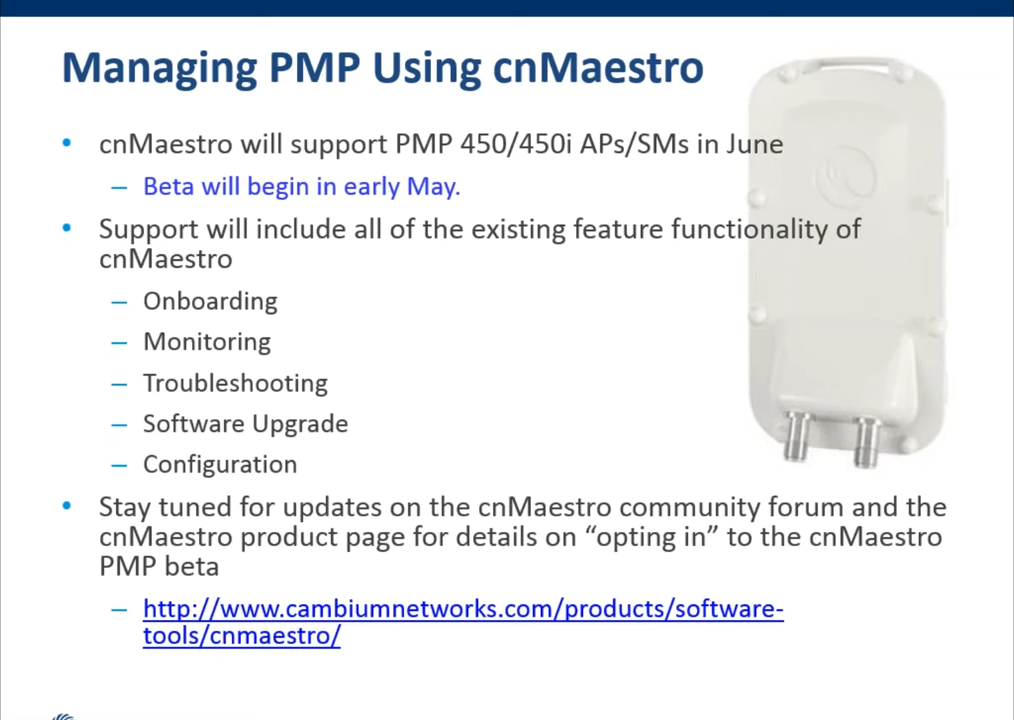 Managing PMP Using cnMaestro
• cnMaestro will support PMP 450/450i APs/SMs in June
– Beta will begin in early May.
• Support will include all of the existing feature functionality of
cnMaestro
– Onboarding
– Monitoring
– Troubleshooting
– Software Upgrade
– Configuration
• Stay tuned for updates on the cnMaestro community forum and the
cnMaestro product page for details on “opting in” to the cnMaestro
PMP beta
– http://www.cambiumnetworks.com/products/software-
tools/cnmaestro/